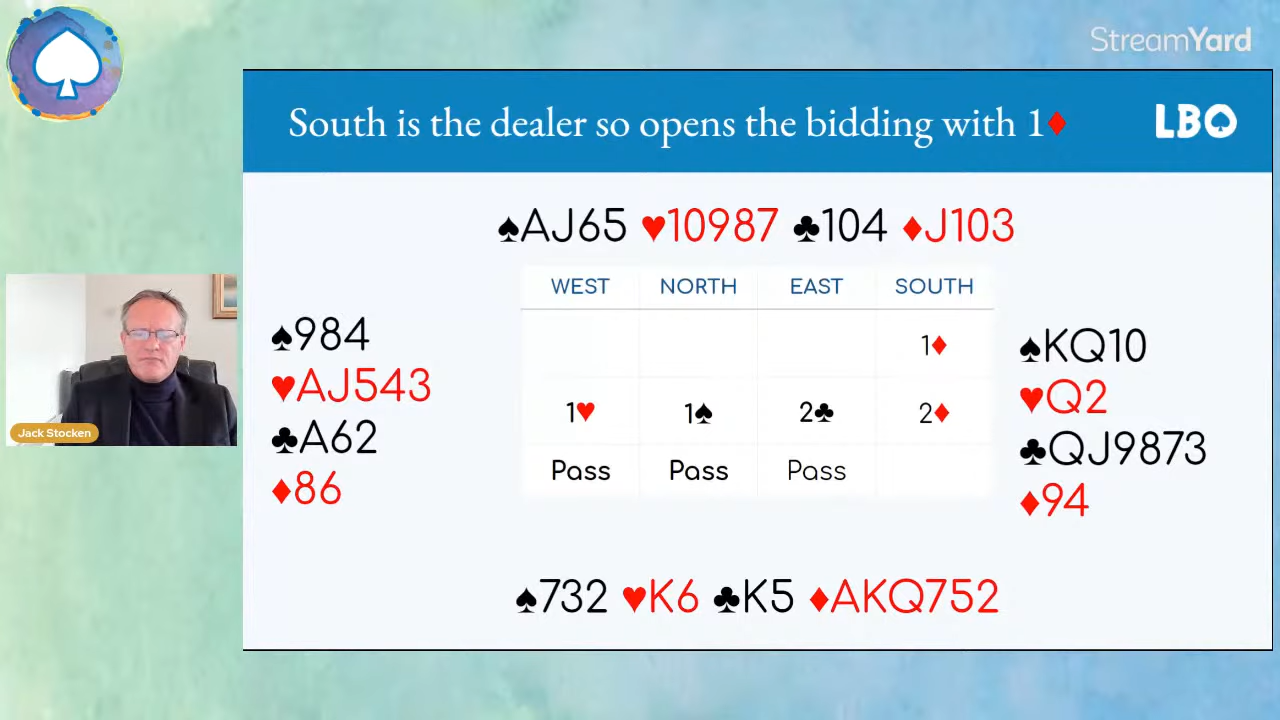 StreamYard
South is the dealer so opens the bidding with 1♦
LBO
♠AJ65 ♥10987 ♣104 ♦J103
WEST NORTH EAST SOUTH
1♦
1♥ 1♠ 2♣ 2♦
Pass Pass Pass
♠984
♥AJ543
♣A62
♦86
♠KQ10
♥Q2
♣QJ9873
♦94
♠732 ♥K6 ♣K5 ♦AKQ752
Jack Stocken